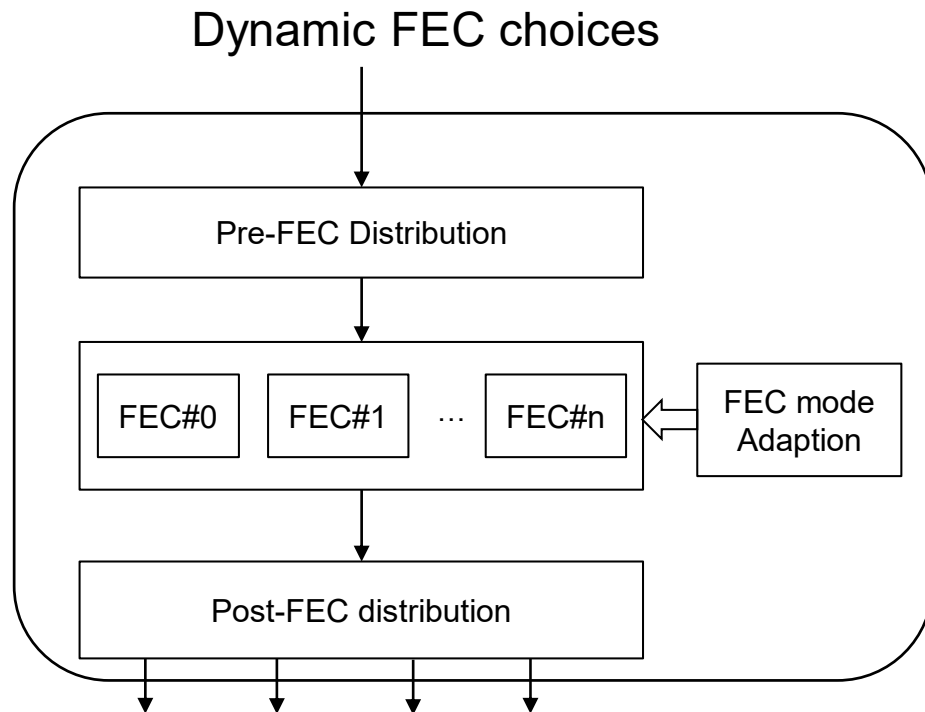 Dynamic FEC choices
Pre-FEC Distribution
FEC#0 FEC#1 ... FEC#n
FEC mode
Adaption
Post-FEC distribution